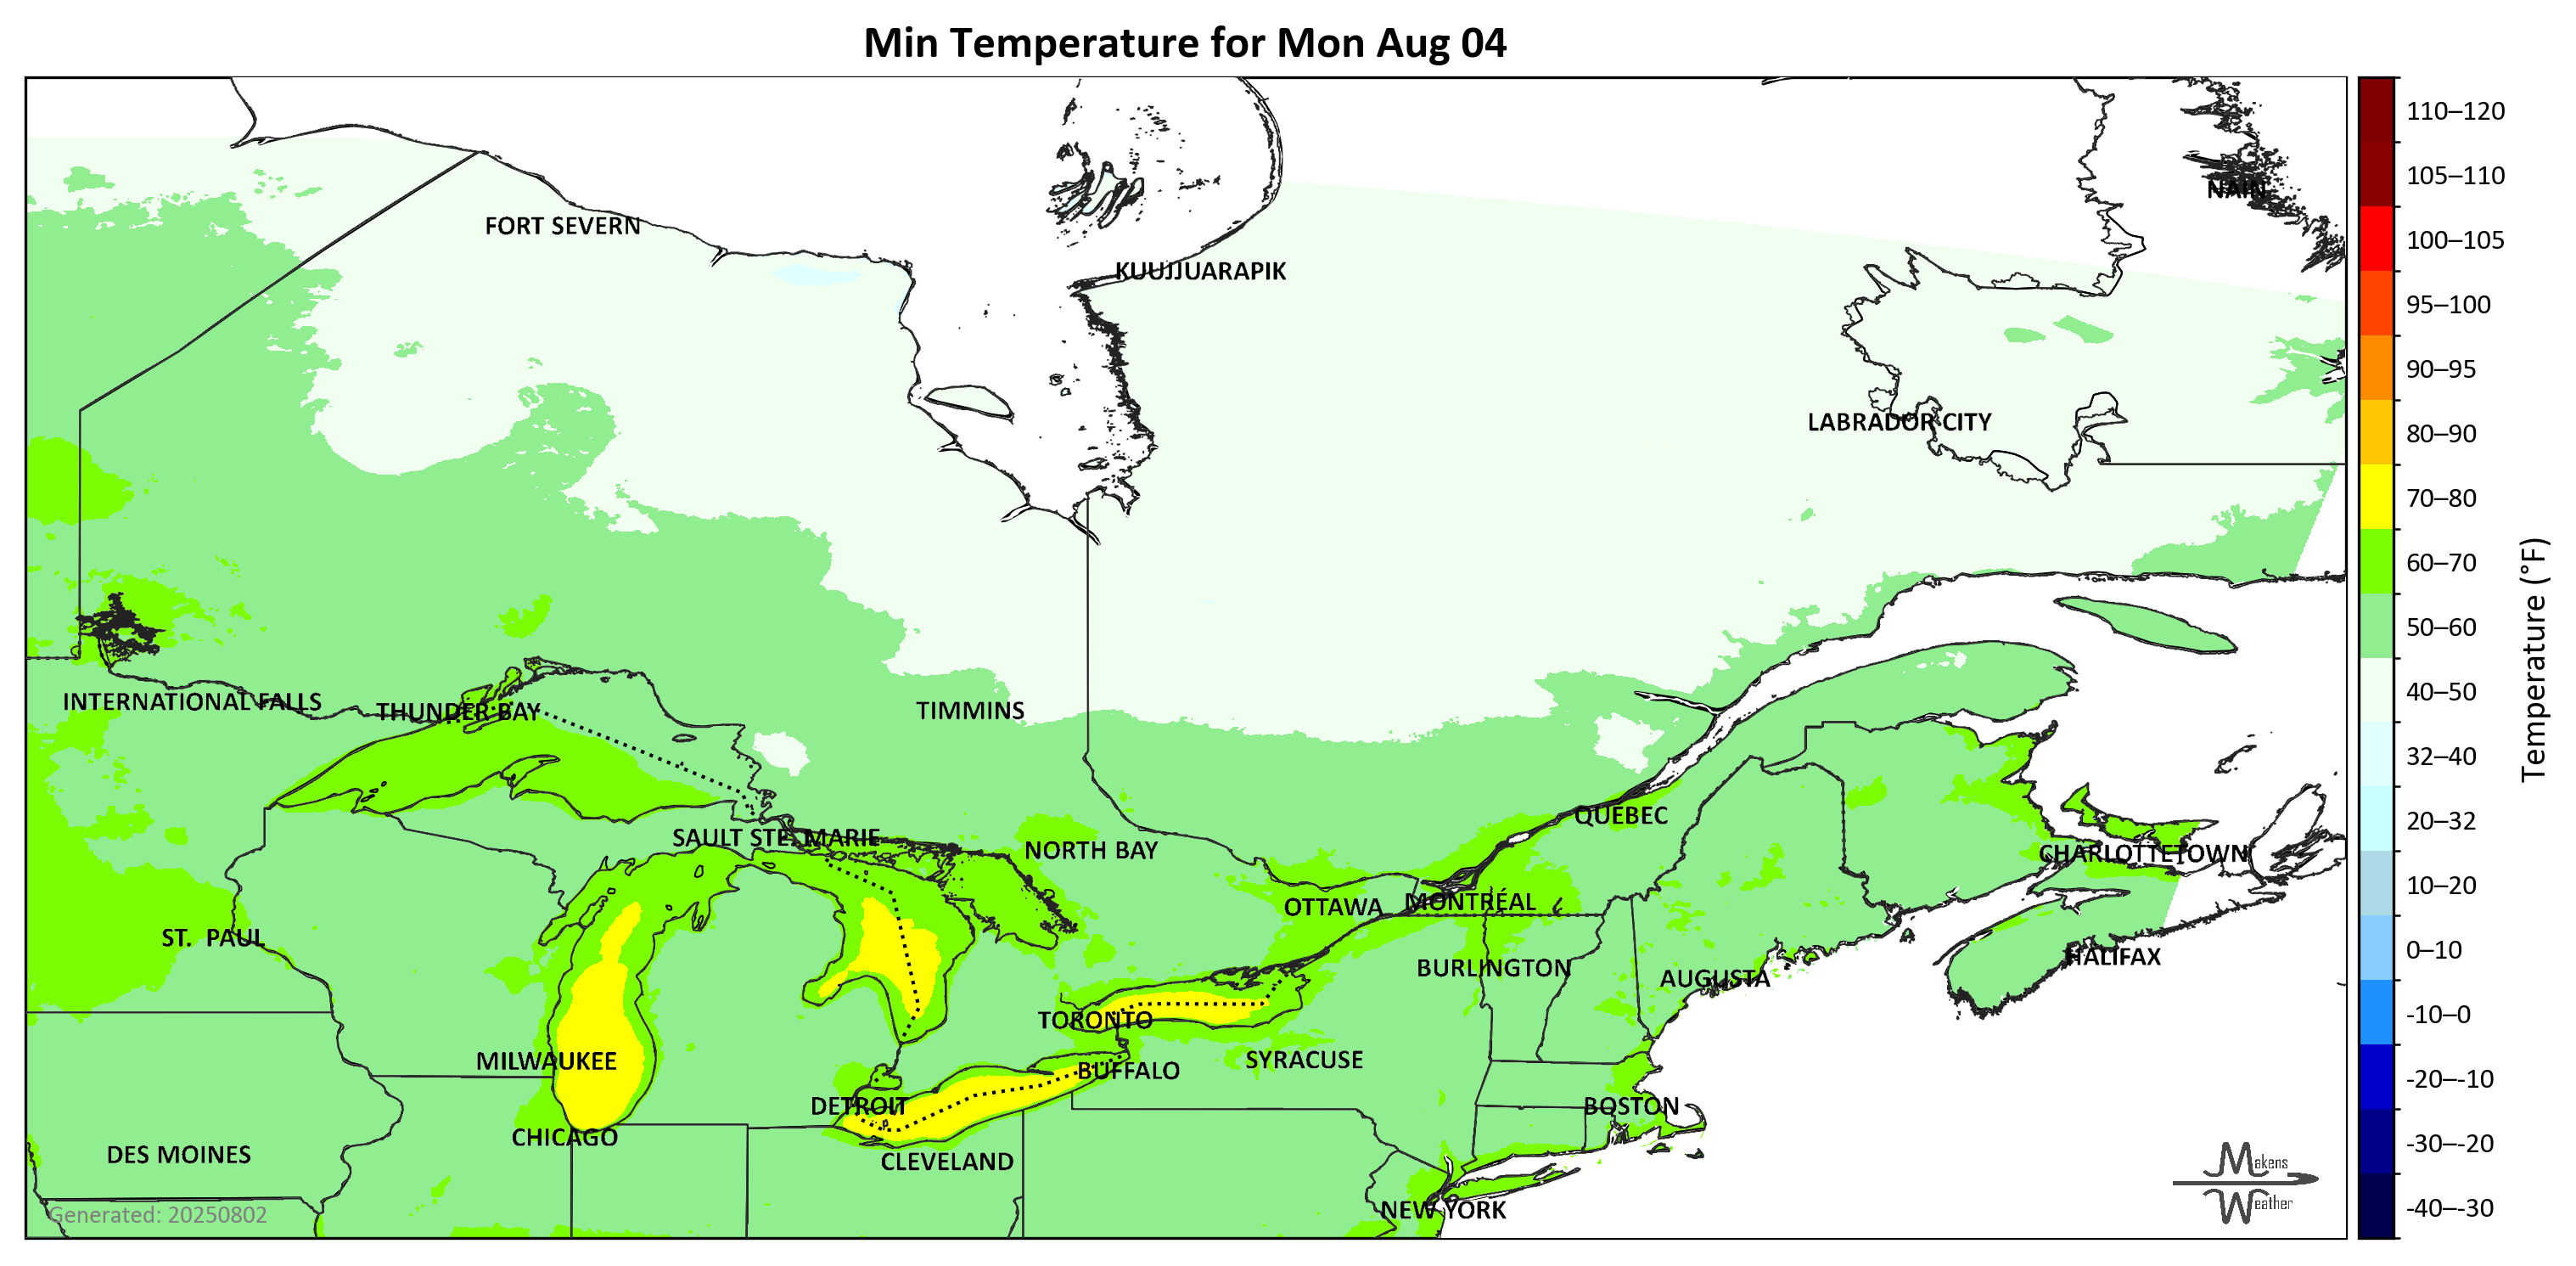 Min Temperature for Mon Aug 04
110–120
105–110
100–105
95–100
90–95
80–90
70–80
60–70
50–60
40–50
32–40
20–32
10–20
0–10
-10–0
-20–-10
-30–-20
-40–-30
Temperature (°F)
NAIN
FORT SEVERN
KUUJJUARAPIK
LABRADOR CITY
INTERNATIONAL FALLS
THUNDER BAY
TIMMINS
QUÉBEC
SAULT STE. MARIE
NORTH BAY
CHARLOTTETOWN
OTTAWA
MONTRÉAL
ST. PAUL
HALIFAX
BURLINGTON
AUGUSTA
TORONTO
MILWAUKEE
SYRACUSE
BUFFALO
DETROIT
BOSTON
CHICAGO
DES MOINES
CLEVELAND
NEW YORK
Generated: 20250802
Makens
Weather